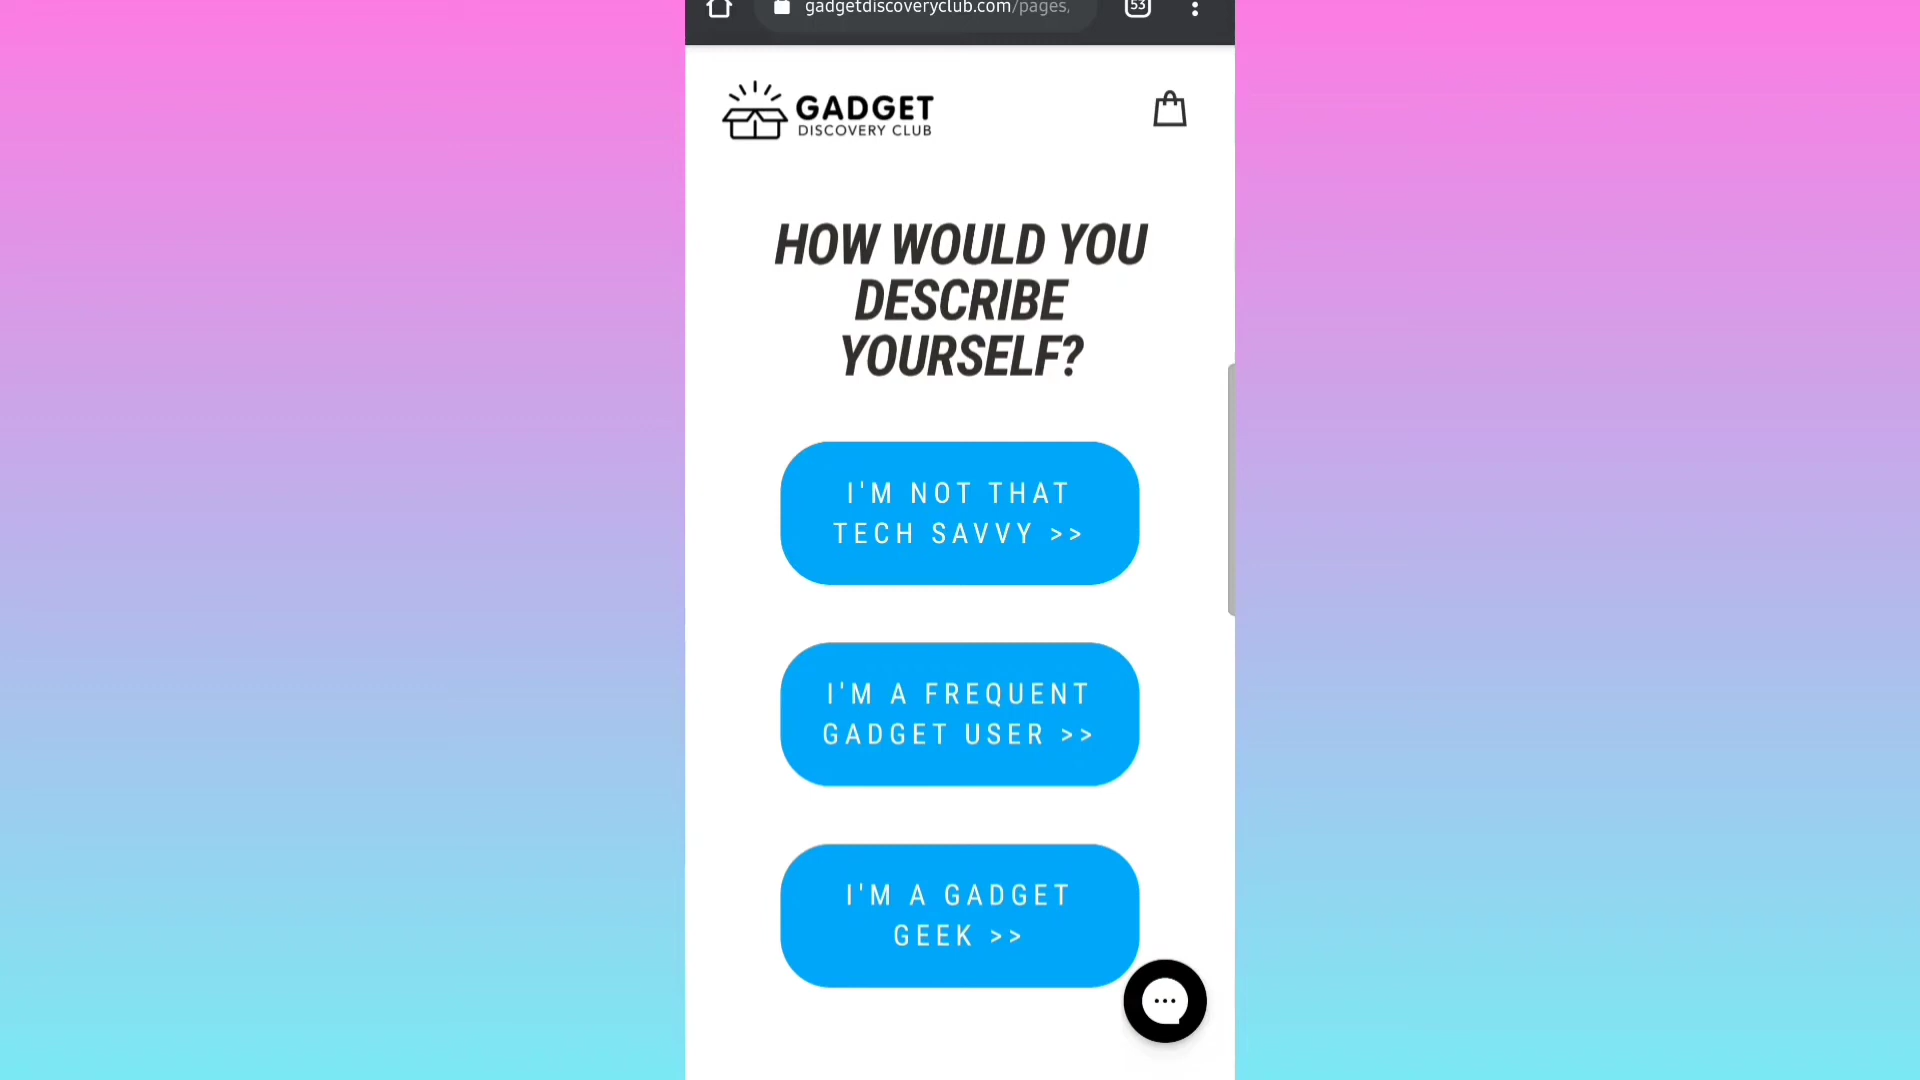 gadgetdiscoveryclub.com/pages,
53
GADGET
DISCOVERY CLUB
HOW WOULD YOU
DESCRIBE
YOURSELF?
I'M NOT THAT
TECH SAVVY >>
I'M A FREQUENT
GADGET USER >>
I'M A GADGET
GEEK >>